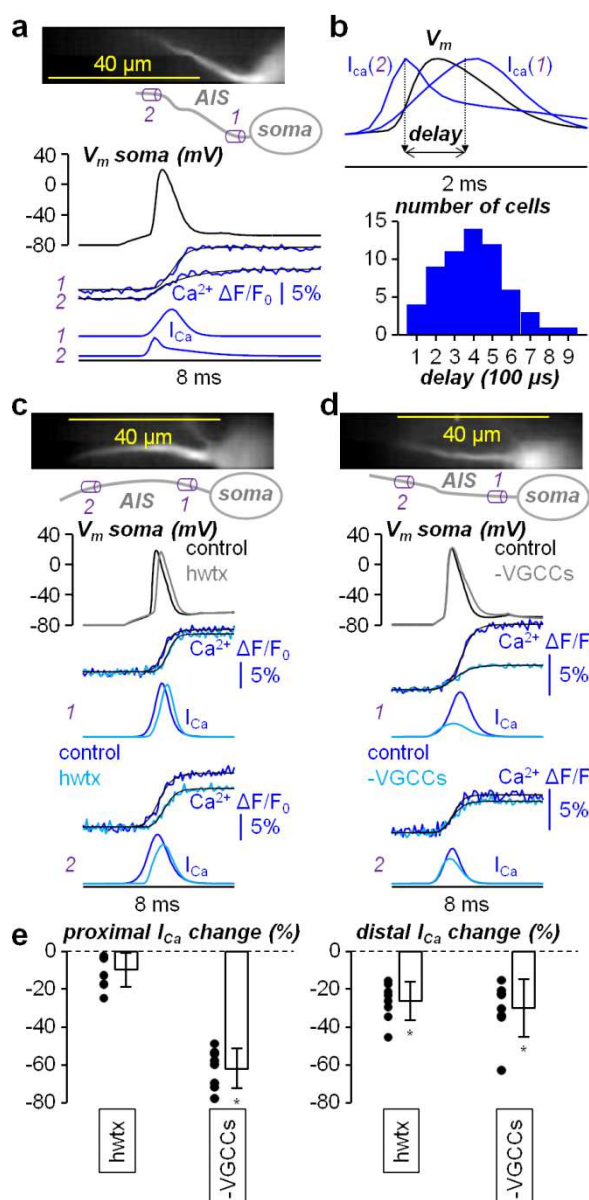 a
40 µm
AIS
2
1
soma
V_m soma (mV)
40
0
-40
-80
1
2
Ca²⁺ ΔF/F₀ | 5%
1
I_Ca
2
8 ms
b
V_m
I_ca(2)
I_ca(1)
delay
2 ms
number of cells
15
10
5
0
1 2 3 4 5 6 7 8 9
delay (100 µs)
c
40 µm
2
AIS
1
soma
V_m soma (mV)
40
control
0
hwtx
-40
-80
Ca²⁺ ΔF/F₀
5%
1
I_Ca
control
hwtx
Ca²⁺ ΔF/F₀
5%
2
I_Ca
8 ms
d
40 µm
AIS
2
1
soma
V_m soma (mV)
40
control
0
-VGCCs
-40
-80
Ca²⁺ ΔF/F
5%
1
I_Ca
control
-VGCCs
Ca²⁺ ΔF/F
5%
2
I_Ca
8 ms
e
proximal I_Ca change (%)
0
-20
-40
-60
-80
*
hwtx
-VGCCs
distal I_Ca change (%)
0
-20
-40
-60
-80
*
*
hwtx
-VGCCs